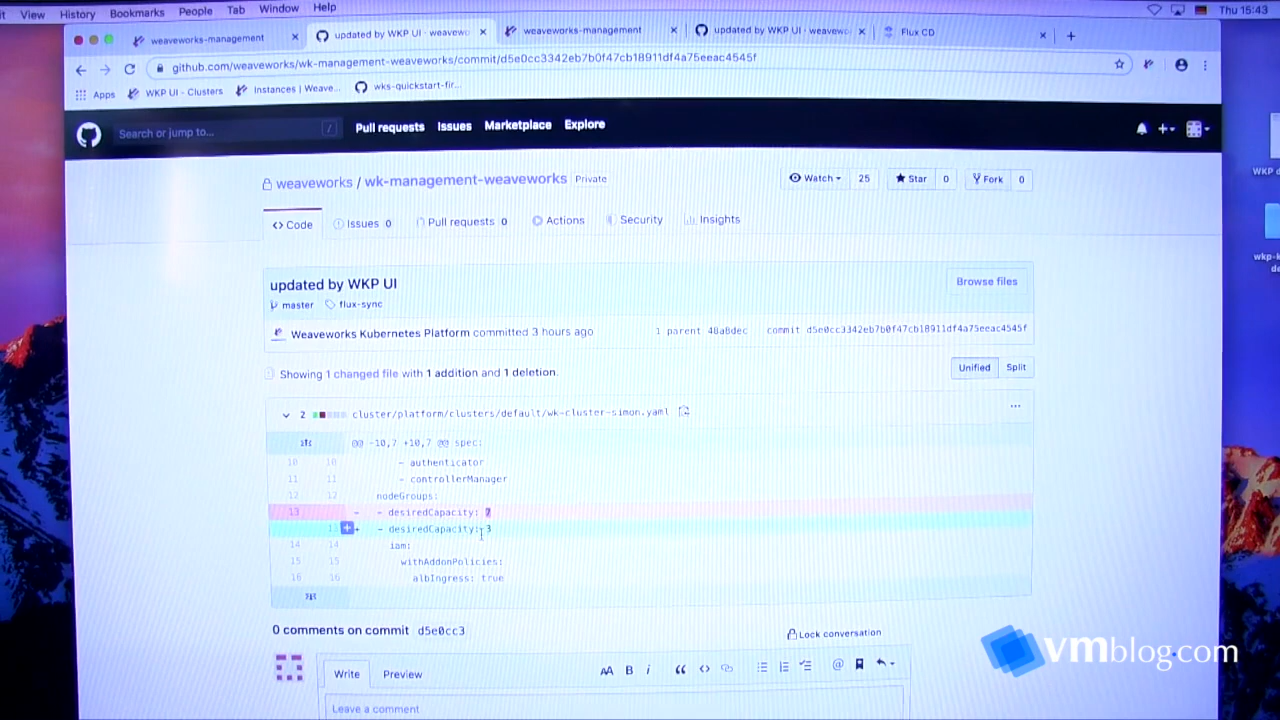 View History Bookmarks People Tab Window Help Thu 15:43
weaveworks-management × updated by WKP UI · weavewo × weaveworks-management × updated by WKP UI · weavewo × Flux CD × +
github.com/weaveworks/wk-management-weaveworks/commit/d5e0cc3342eb7b0f47cb18911df4a75eeac4545f
Apps WKP UI - Clusters Instances | Weave... wks-quickstart-fir...
Search or jump to... / Pull requests Issues Marketplace Explore
weaveworks / wk-management-weaveworks Private Watch 25 Star 0 Fork 0
WKP d
<> Code Issues 0 Pull requests 0 Actions Security Insights
updated by WKP UI Browse files
master flux-sync
Weaveworks Kubernetes Platform committed 3 hours ago 1 parent 48a8dec commit d5e0cc3342eb7b0f47cb18911df4a75eeac4545f
Showing 1 changed file with 1 addition and 1 deletion. Unified Split
2 cluster/platform/clusters/default/wk-cluster-simon.yaml ...
@@ -10,7 +10,7 @@ spec:
10 10 - authenticator
11 11 - controllerManager
12 12 nodeGroups:
13 - - desiredCapacity:
+ - desiredCapacity: 3
14 14 iam:
15 15 withAddonPolicies:
16 16 albIngress: true
0 comments on commit d5e0cc3 Lock conversation
Write Preview AA B i
Leave a comment
vmblog.com